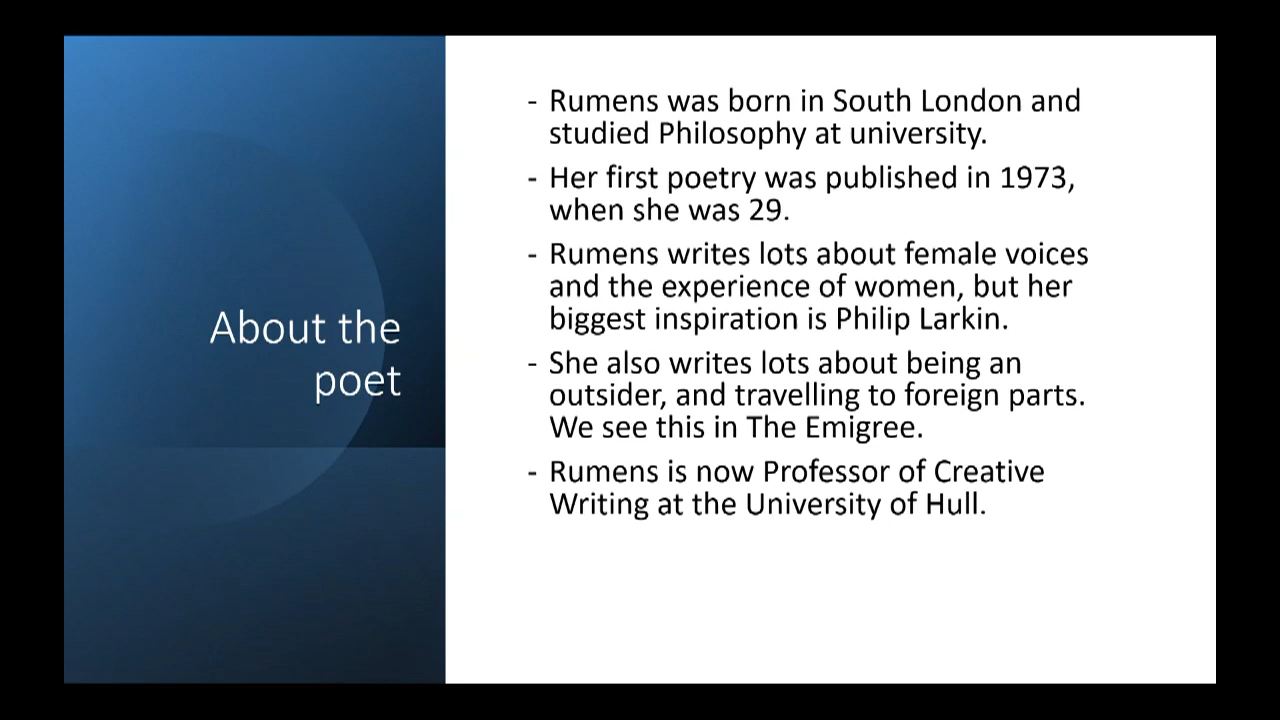 About the
poet
- Rumens was born in South London and
studied Philosophy at university.
- Her first poetry was published in 1973,
when she was 29.
- Rumens writes lots about female voices
and the experience of women, but her
biggest inspiration is Philip Larkin.
- She also writes lots about being an
outsider, and travelling to foreign parts.
We see this in The Emigree.
- Rumens is now Professor of Creative
Writing at the University of Hull.